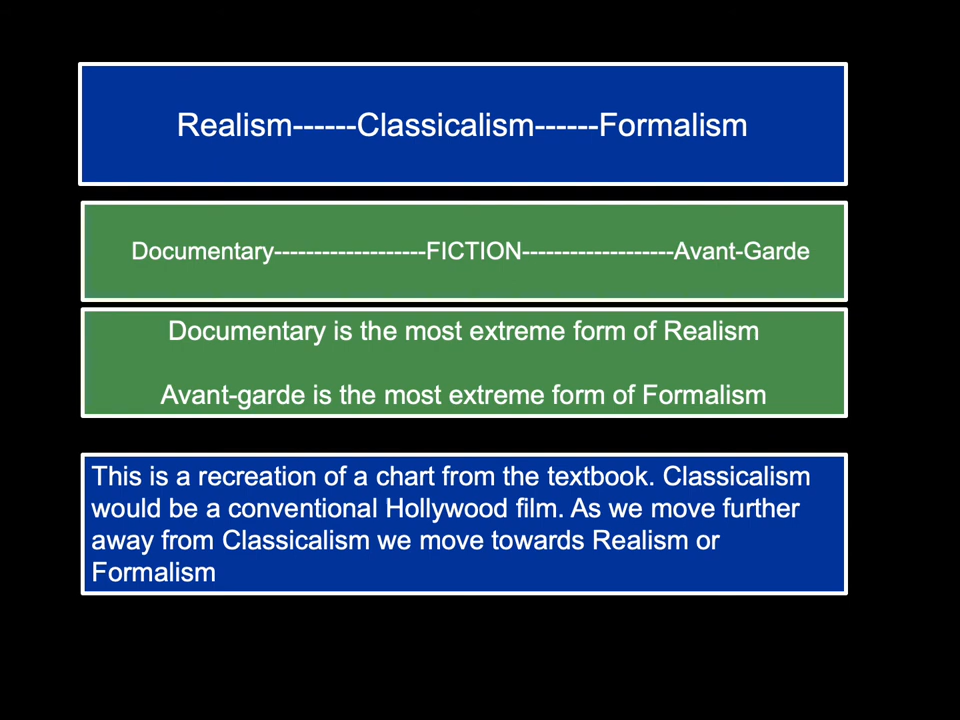 Realism------Classicalism------Formalism
Documentary-------------------FICTION-------------------Avant-Garde
Documentary is the most extreme form of Realism
Avant-garde is the most extreme form of Formalism
This is a recreation of a chart from the textbook. Classicalism
would be a conventional Hollywood film. As we move further
away from Classicalism we move towards Realism or
Formalism